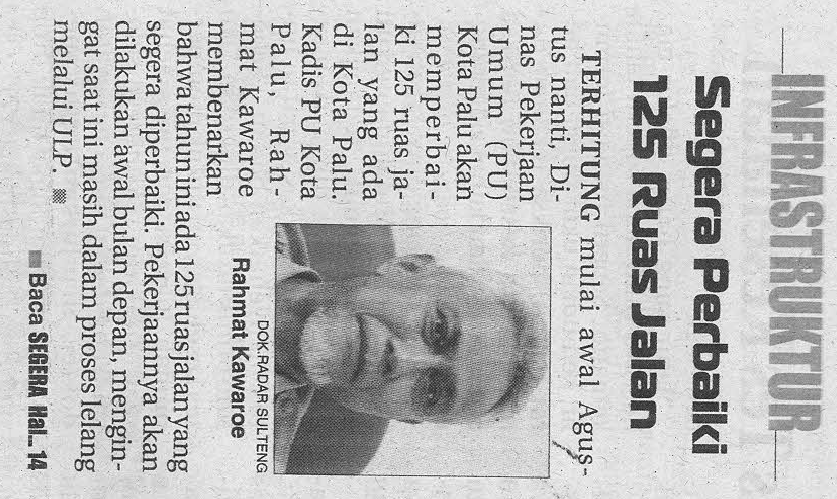 INFRASTRUKTUR
Segera Perbaiki
125 Ruas Jalan
TERHITUNG mulai awal Agus-
tus nanti, Di-
nas Pekerjaan
Umum (PU)
Kota Palu akan
memperbai-
ki 125 ruas ja-
lan yang ada
di Kota Palu.
Kadis PU Kota
Palu, Rah-
mat Kawaroe
membenarkan
bahwa tahun ini ada 125 ruas jalan yang
segera diperbaiki. Pekerjaannya akan
dilakukan awal bulan depan, mengin-
gat saat ini masih dalam proses lelang
melalui ULP.
DOK.RADAR SULTENG
Rahmat Kawaroe
Baca SEGERA Hal... 14